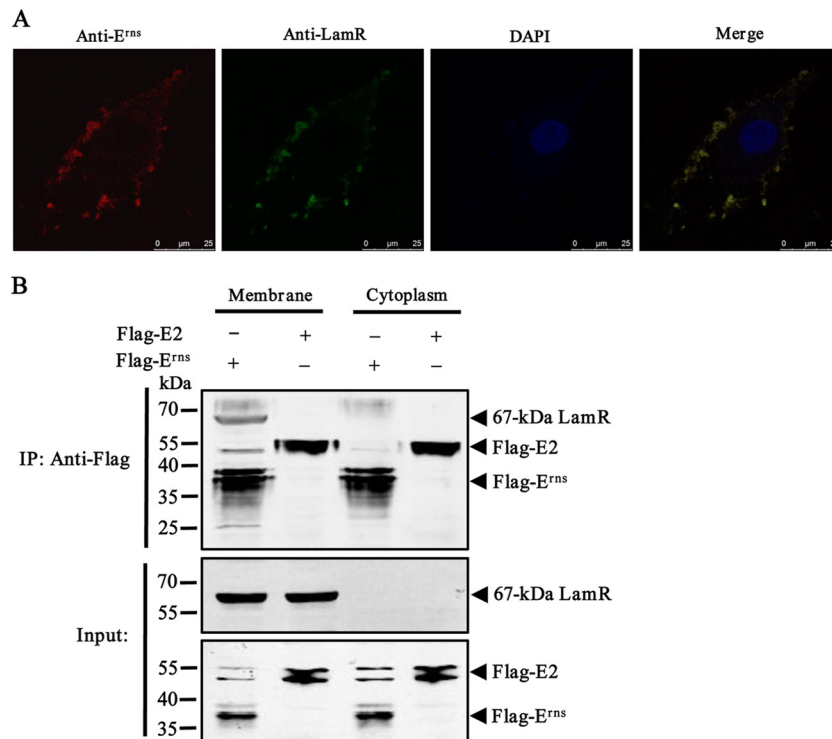 A
Anti-Eʳⁿˢ Anti-LamR DAPI Merge
0 µm 25 0 µm 25 0 µm 25 0 µm 25
B
Membrane Cytoplasm
Flag-E2 − + − +
Flag-Eʳⁿˢ + − + −
kDa
70 67-kDa LamR
55 Flag-E2
IP: Anti-Flag
40
Flag-Eʳⁿˢ
35
25
70
67-kDa LamR
55
Input:
55 Flag-E2
40
Flag-Eʳⁿˢ
35